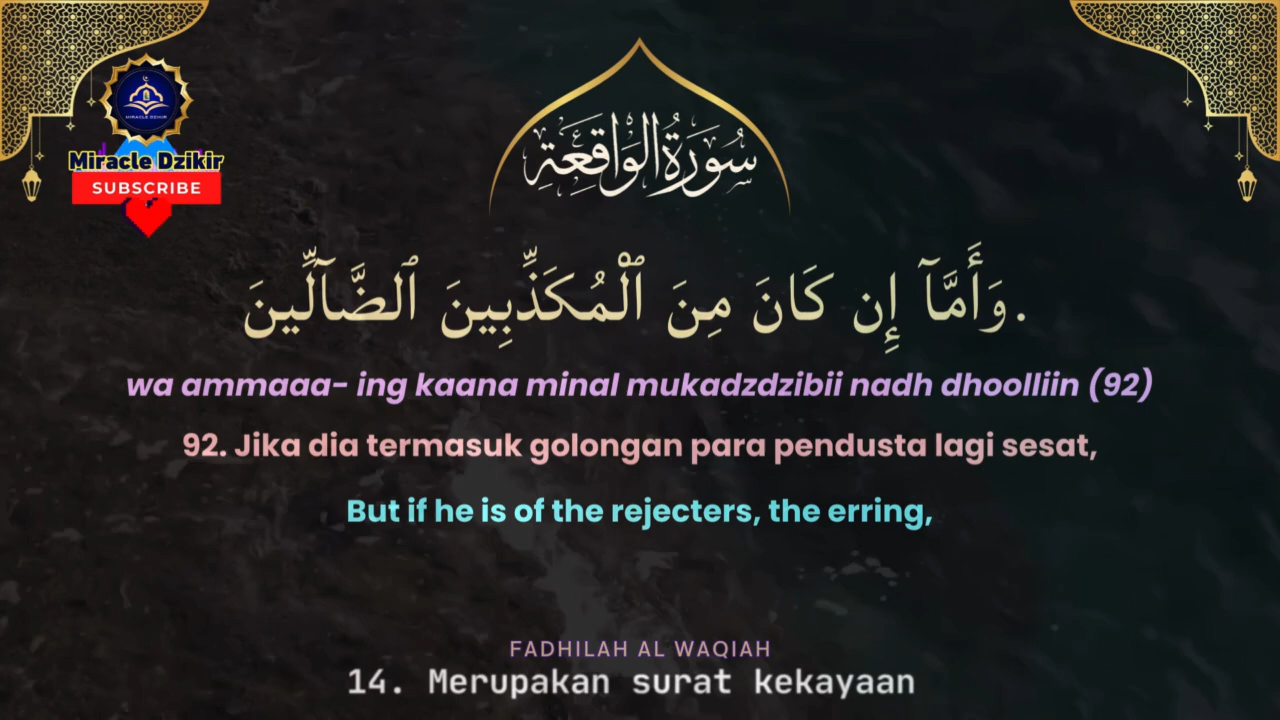 MIRACLE DZIKIR
Miracle Dzikir
SUBSCRIBE
سُورَةُ الوَاقِعَةِ
وَأَمَّآ إِن كَانَ مِنَ ٱلْمُكَذِّبِينَ ٱلضَّآلِّينَ.
wa ammaaa- ing kaana minal mukadzdzibii nadh dhoolliin (92)
92. Jika dia termasuk golongan para pendusta lagi sesat,
But if he is of the rejecters, the erring,
FADHILAH AL WAQIAH
14. Merupakan surat kekayaan